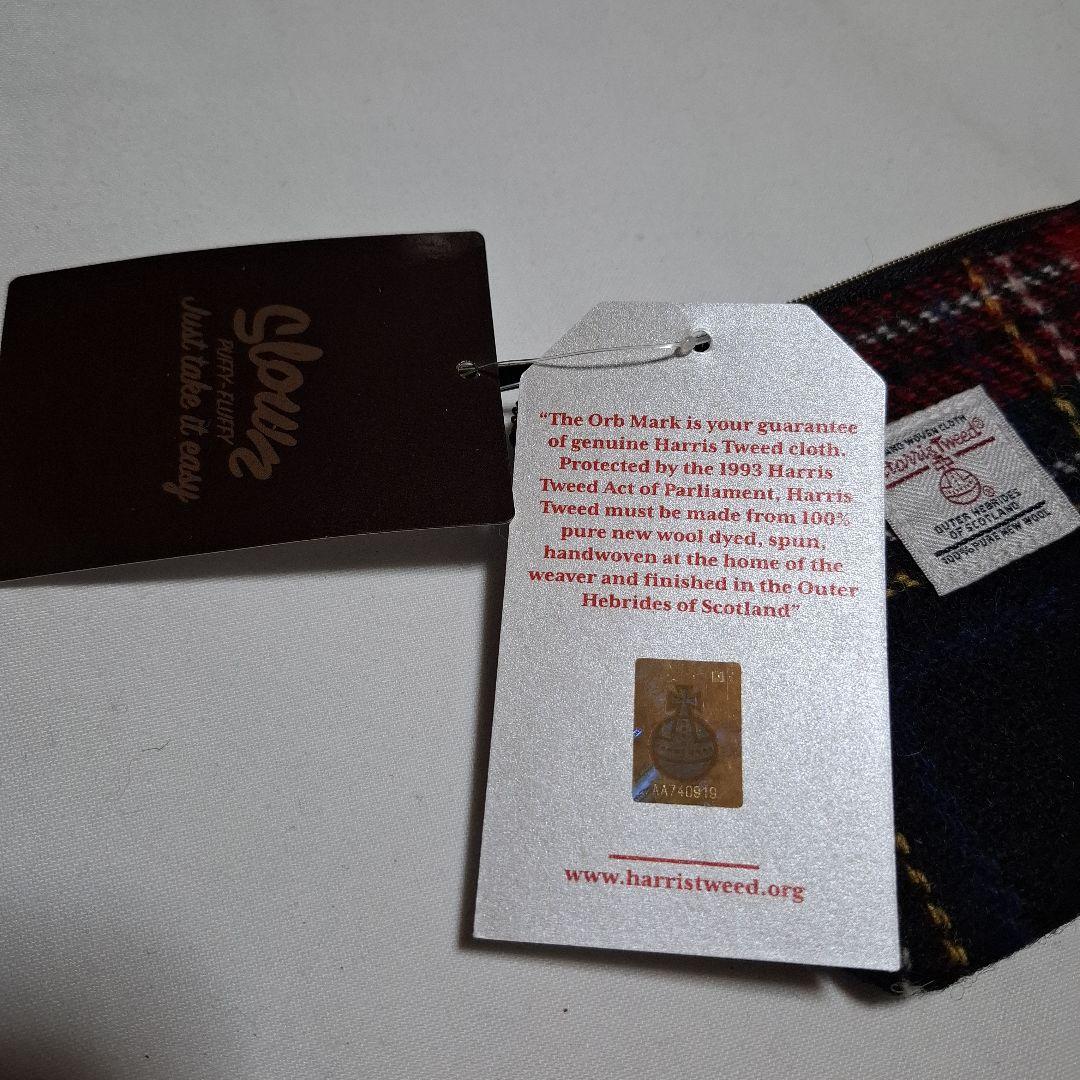 glour
PUFFY-FLUFFY
Just take it easy
“The Orb Mark is your guarantee
of genuine Harris Tweed cloth.
Protected by the 1993 Harris
Tweed Act of Parliament, Harris
Tweed must be made from 100%
pure new wool dyed, spun,
handwoven at the home of the
weaver and finished in the Outer
Hebrides of Scotland”
AA740919
www.harristweed.org
HAND WOVEN CLOTH
Harris Tweed®
®
OUTER HEBRIDES
OF SCOTLAND
100% PURE NEW WOOL